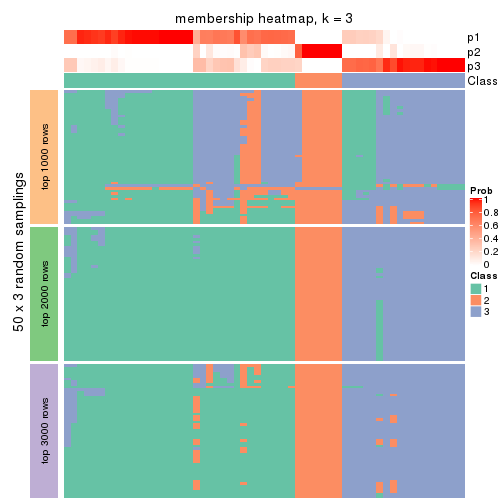 membership heatmap, k = 3
p1
p2
p3
Class
50 x 3 random samplings
top 1000 rows
top 2000 rows
top 3000 rows
Prob
1
0.8
0.6
0.4
0.2
0
Class
1
2
3